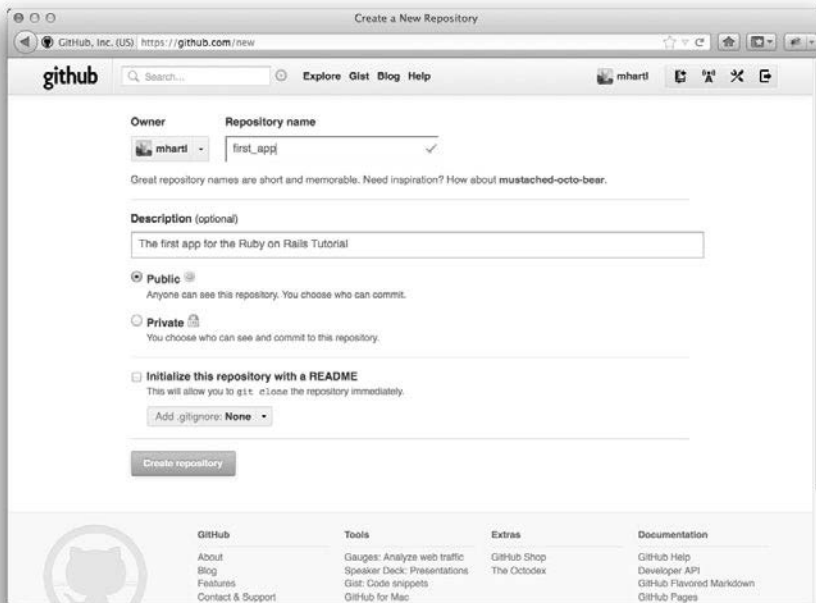 Create a New Repository
GitHub, Inc. (US) https://github.com/new
github Search... Explore Gist Blog Help mhartl
Owner Repository name
mhartl first_app
Great repository names are short and memorable. Need inspiration? How about mustached-octo-bear.
Description (optional)
The first app for the Ruby on Rails Tutorial
Public
Anyone can see this repository. You choose who can commit.
Private
You choose who can see and commit to this repository.
Initialize this repository with a README
This will allow you to git clone the repository immediately.
Add .gitignore: None
Create repository
GitHub Tools Extras Documentation
About Gauges: Analyze web traffic GitHub Shop GitHub Help
Blog Speaker Deck: Presentations The Octodex Developer API
Features Gist: Code snippets GitHub Flavored Markdown
Contact & Support GitHub for Mac GitHub Pages